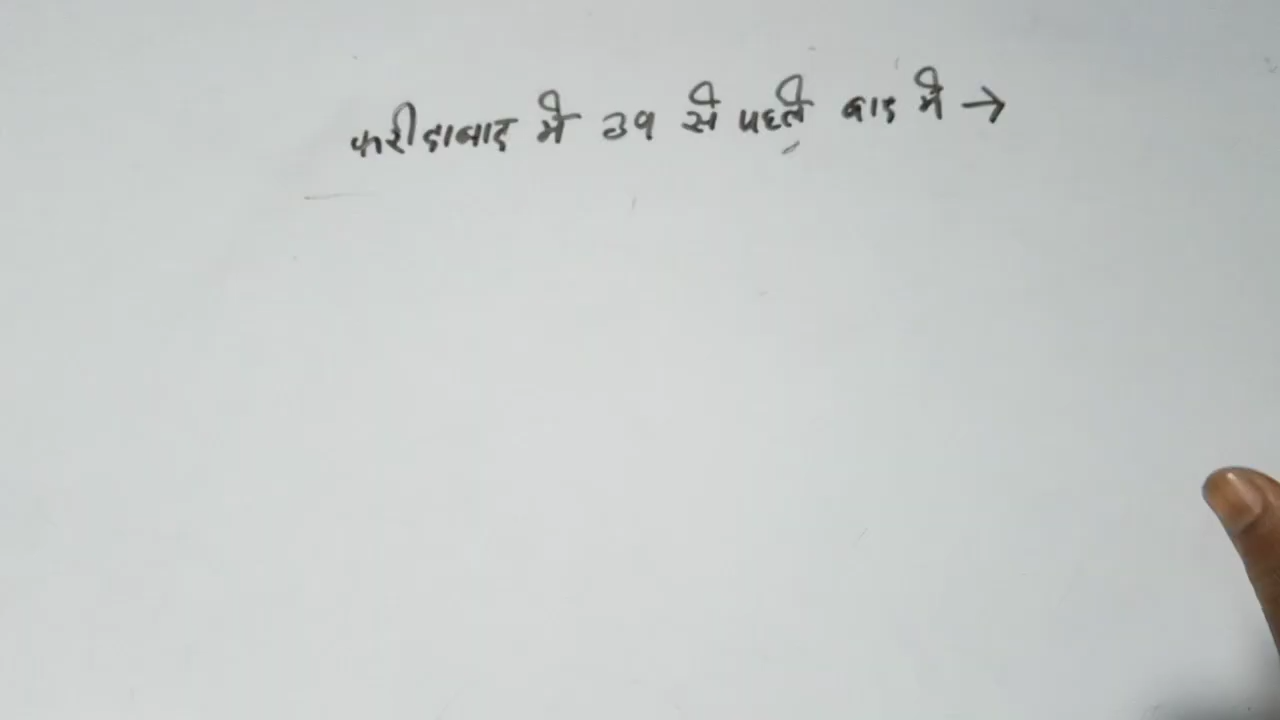 फरीदाबाद में 39 से पहले बाद में →